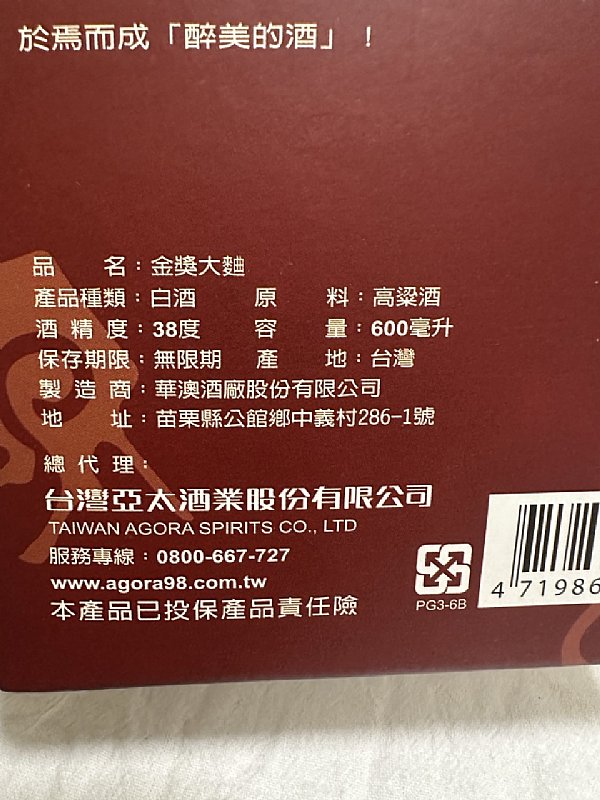 於焉而成「醉美的酒」！
品　　名：金獎大麯
產品種類：白酒　原　　料：高粱酒
酒 精 度：38度　容　　量：600毫升
保存期限：無限期　產　　地：台灣
製 造 商：華澳酒廠股份有限公司
地　　址：苗栗縣公館鄉中義村286-1號
總 代 理：
台灣亞太酒業股份有限公司
TAIWAN AGORA SPIRITS CO., LTD
服務專線：0800-667-727
www.agora98.com.tw
本產品已投保產品責任險
PG3-6B
4 71986